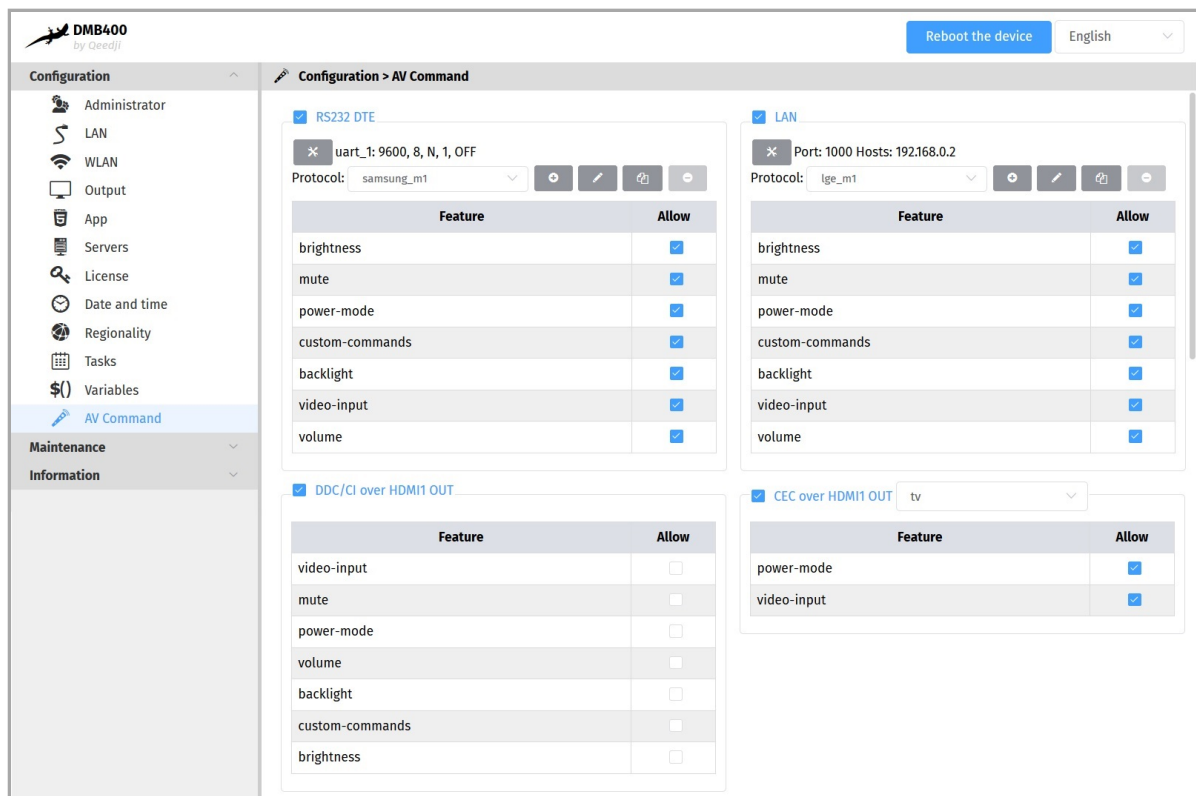 DMB400
by Qeedji
Reboot the device
English
Configuration
Administrator
LAN
WLAN
Output
App
Servers
License
Date and time
Regionality
Tasks
$() Variables
AV Command
Maintenance
Information
Configuration > AV Command
RS232 DTE
uart_1: 9600, 8, N, 1, OFF
Protocol: samsung_m1
Feature Allow
brightness
mute
power-mode
custom-commands
backlight
video-input
volume
LAN
Port: 1000 Hosts: 192.168.0.2
Protocol: lge_m1
Feature Allow
brightness
mute
power-mode
custom-commands
backlight
video-input
volume
DDC/CI over HDMI1 OUT
Feature Allow
video-input
mute
power-mode
volume
backlight
custom-commands
brightness
CEC over HDMI1 OUT tv
Feature Allow
power-mode
video-input